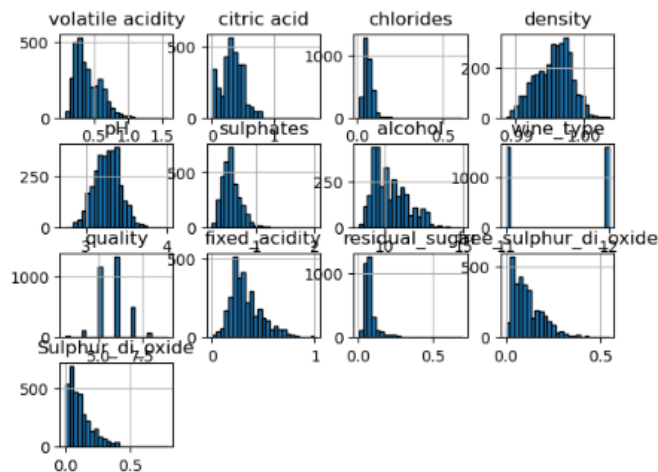 volatile acidity citric acid chlorides density
500 500 1000 200
0 0 0 0
0.5 1.0 1.5 0 1 0.0 0.5 0.99 1.00
pH sulphates alcohol wine_type
250 500 250 1000
0 0 0 0
3 4 1 2 10 15 11 12
quality fixed_acidity residual_sugar free_sulphur_di_oxide
1000 500 1000 500
0 0 0 0
5.0 7.5 0 1 0.0 0.5 0.0 0.5
Sulphur_di_oxide
500
0
0.0 0.5